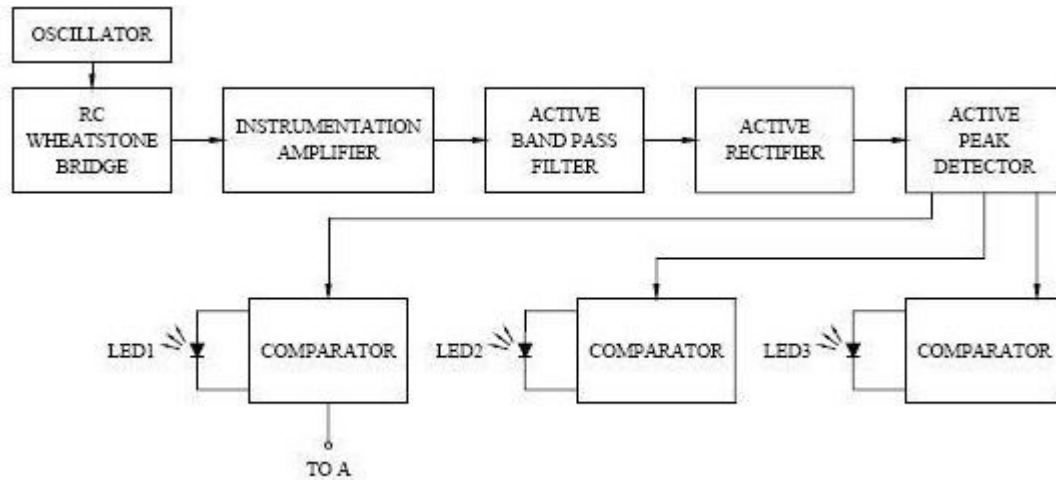 OSCILLATOR
RC
WHEATSTONE
BRIDGE
INSTRUMENTATION
AMPLIFIER
ACTIVE
BAND PASS
FILTER
ACTIVE
RECTIFIER
ACTIVE
PEAK
DETECTOR
LED1
COMPARATOR
LED2
COMPARATOR
LED3
COMPARATOR
TO A